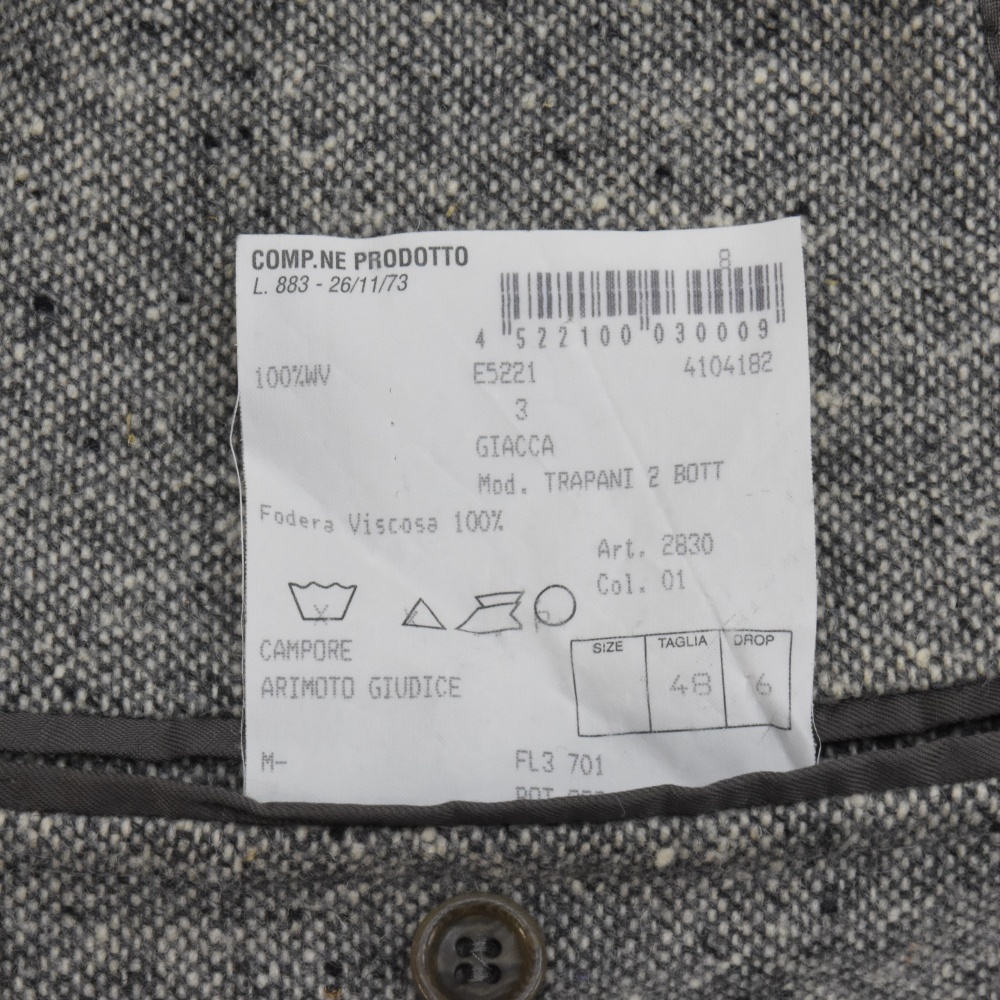 COMP.NE PRODOTTO
L. 883 - 26/11/73
8
4 522100 030009
100%WV
E5221
4104182
3
GIACCA
Mod. TRAPANI 2 BOTT
Fodera Viscosa 100%
Art. 2830
Col. 01
P
CAMPORE
ARIMOTO GIUDICE
SIZE TAGLIA DROP
48 6
M-
FL3 701